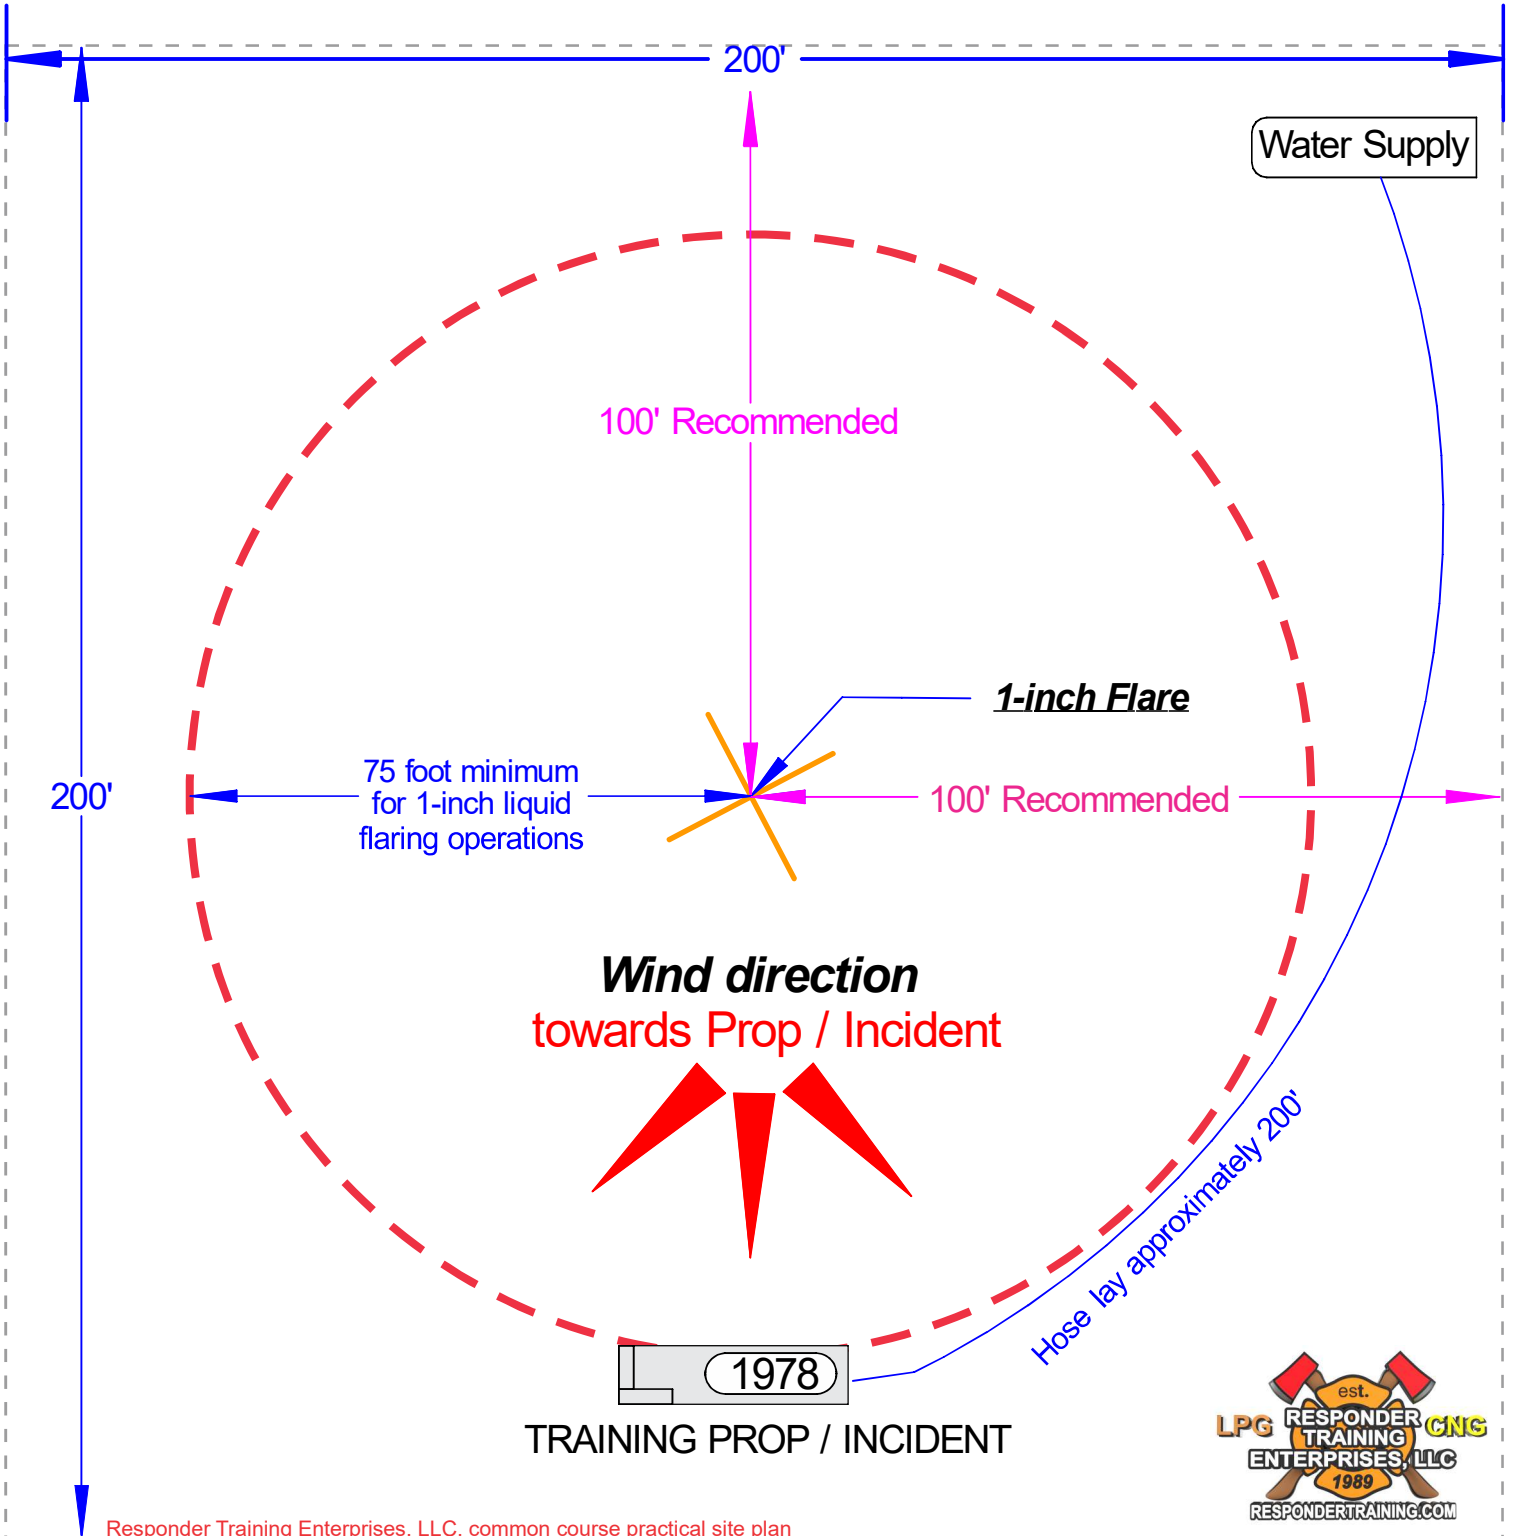 200'
Water Supply
100' Recommended
1-inch Flare
75 foot minimum
for 1-inch liquid
flaring operations
200'
100' Recommended
Wind direction
towards Prop / Incident
Hose lay approximately 200'
1978
TRAINING PROP / INCIDENT
est.
LPG RESPONDER CNG
TRAINING
ENTERPRISES, LLC
1989
RESPONDERTRAINING.COM
Responder Training Enterprises, LLC, common course practical site plan